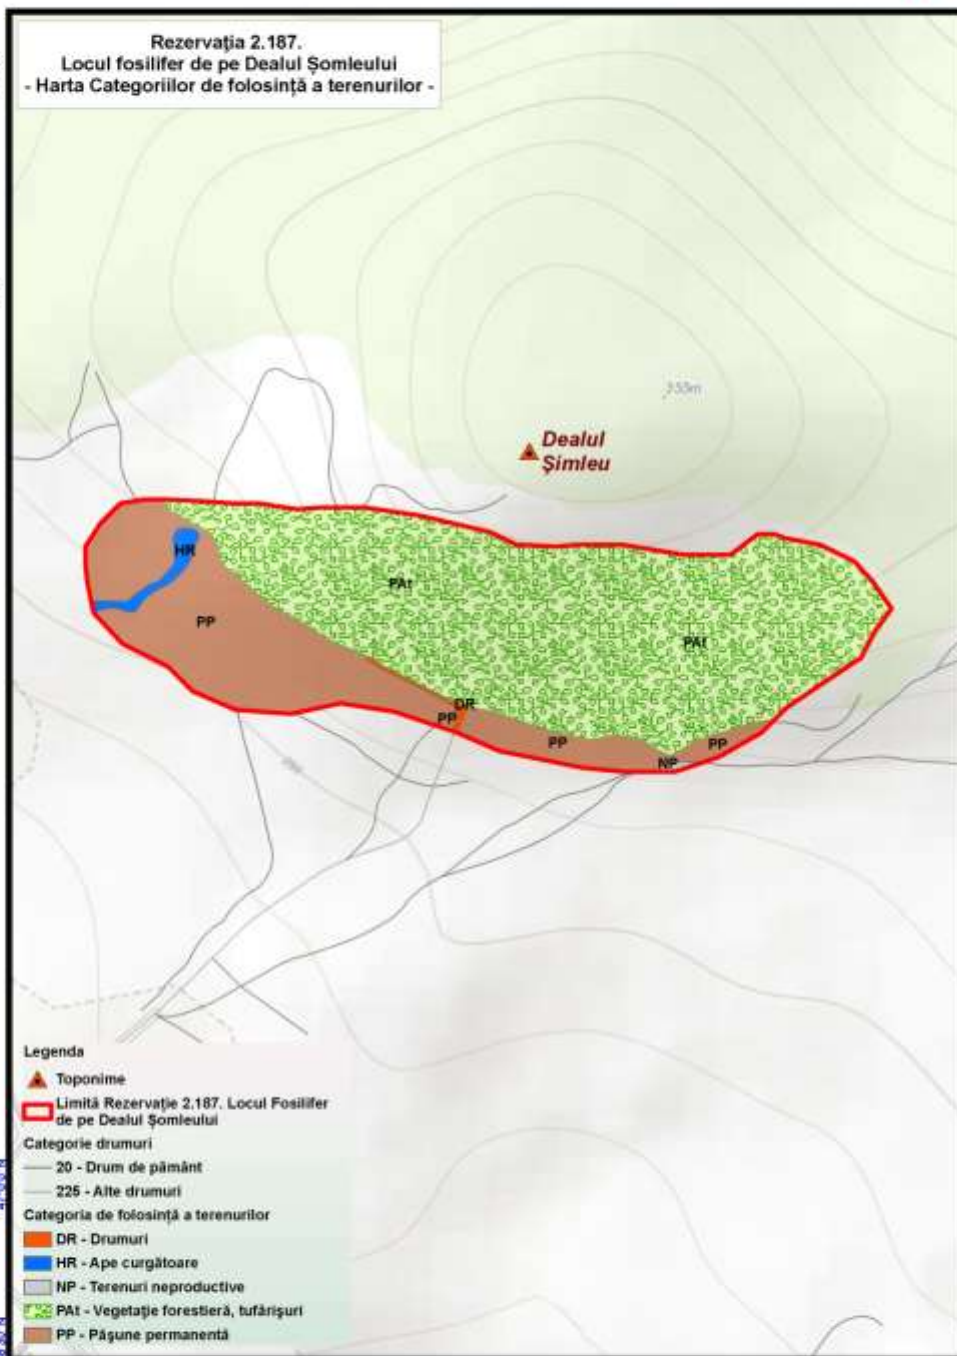 Rezervația 2.187.
Locul fosilifer de pe Dealul Șomleului
- Harta Categoriilor de folosință a terenurilor -
Dealul
Șimleu
HR
PAt
PP
PAt
DR
PP
PP
PP
NP
Legenda
Toponime
Limită Rezervație 2.187. Locul Fosilifer
de pe Dealul Șomleului
Categorie drumuri
20 - Drum de pământ
225 - Alte drumuri
Categoria de folosință a terenurilor
DR - Drumuri
HR - Ape curgătoare
NP - Terenuri neproductive
PAt - Vegetație forestieră, tufărișuri
PP - Pășune permanentă